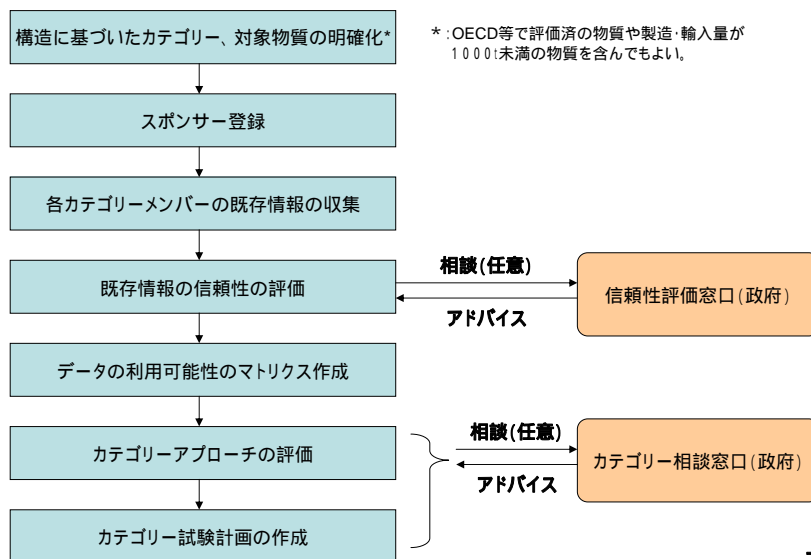 構造に基づいたカテゴリー、対象物質の明確化*
*:OECD等で評価済の物質や製造・輸入量が
1000t未満の物質を含んでもよい。
スポンサー登録
各カテゴリーメンバーの既存情報の収集
既存情報の信頼性の評価
相談(任意)
アドバイス
信頼性評価窓口(政府)
データの利用可能性のマトリクス作成
カテゴリーアプローチの評価
相談(任意)
アドバイス
カテゴリー相談窓口(政府)
カテゴリー試験計画の作成